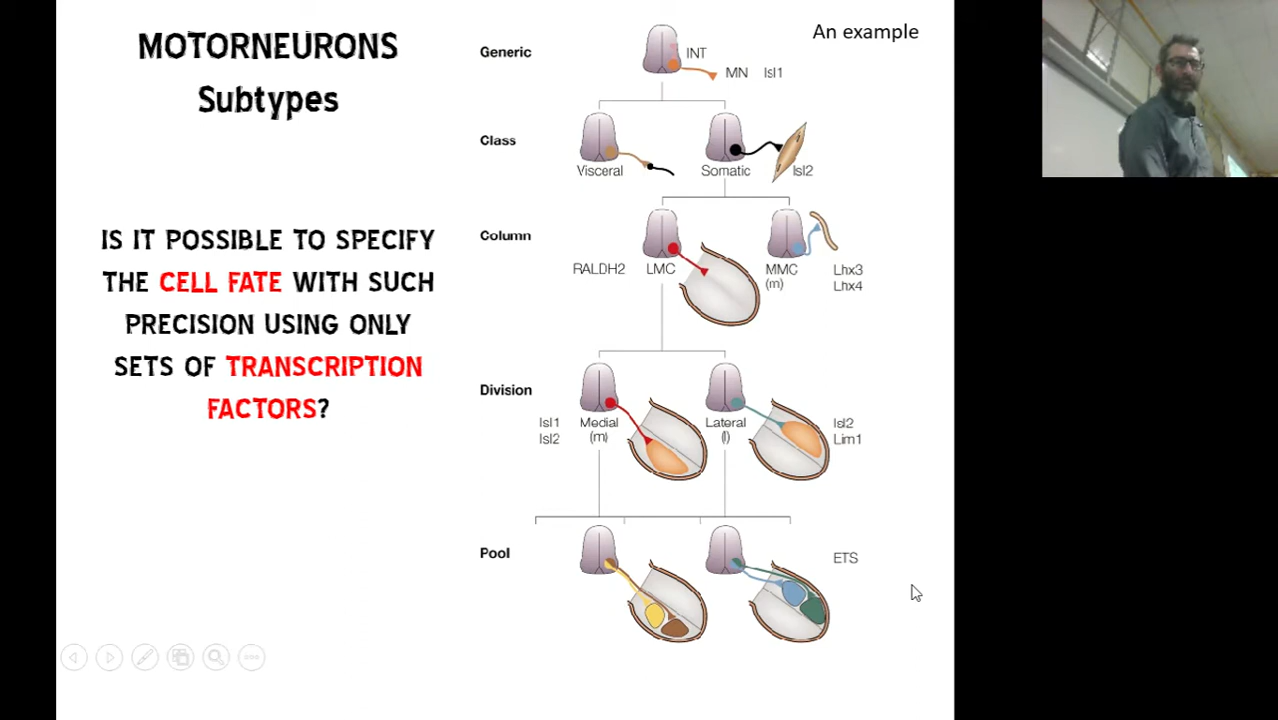 MOTORNEURONS
Subtypes
IS IT POSSIBLE TO SPECIFY
THE CELL FATE WITH SUCH
PRECISION USING ONLY
SETS OF TRANSCRIPTION
FACTORS?
An example
Generic
INT
MN Isl1
Class
Visceral
Somatic
Isl2
Column
RALDH2
LMC
MMC
(m)
Lhx3
Lhx4
Division
Isl1
Isl2
Medial
(m)
Lateral
(l)
Isl2
Lim1
Pool
ETS